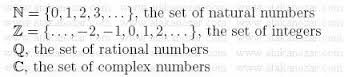 ℕ = {0, 1, 2, 3, . . . }, the set of natural numbers
ℤ = {. . . , −2, −1, 0, 1, 2, . . . }, the set of integers
ℚ, the set of rational numbers
ℂ, the set of complex numbers